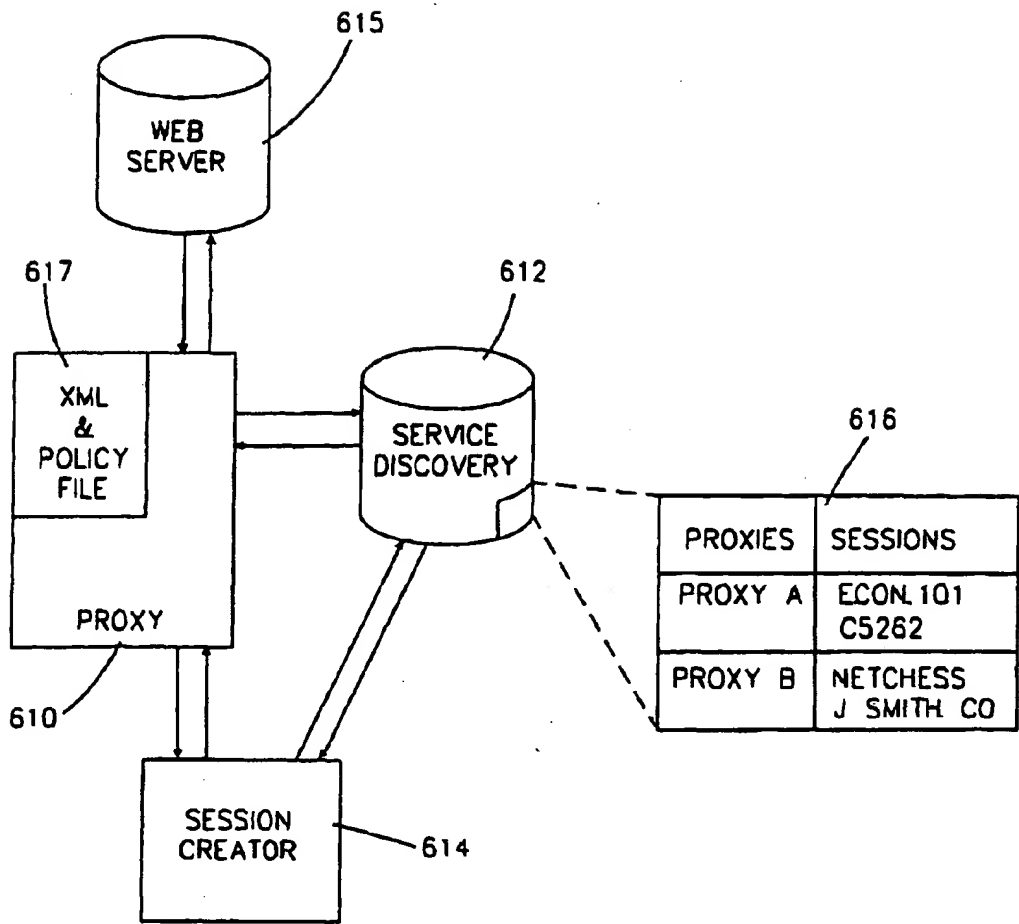 615
WEB
SERVER
617
612
XML
&
POLICY
FILE
SERVICE
DISCOVERY
616
PROXIES SESSIONS
PROXY A ECON.101
C5262
PROXY B NETCHESS
J SMITH. CO
PROXY
610
SESSION
CREATOR
614